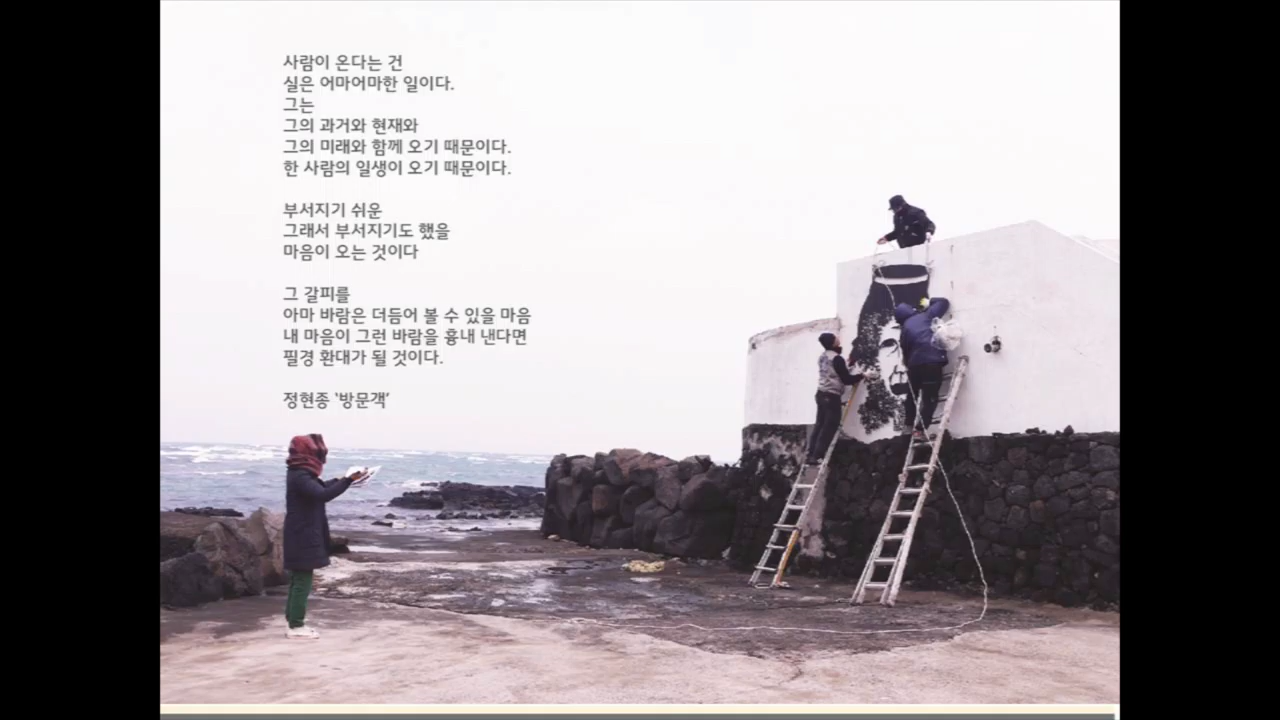 사람이 온다는 건
실은 어마어마한 일이다.
그는
그의 과거와 현재와
그의 미래와 함께 오기 때문이다.
한 사람의 일생이 오기 때문이다.
부서지기 쉬운
그래서 부서지기도 했을
마음이 오는 것이다
그 갈피를
아마 바람은 더듬어 볼 수 있을 마음
내 마음이 그런 바람을 흉내 낸다면
필경 환대가 될 것이다.
정현종 ‘방문객’